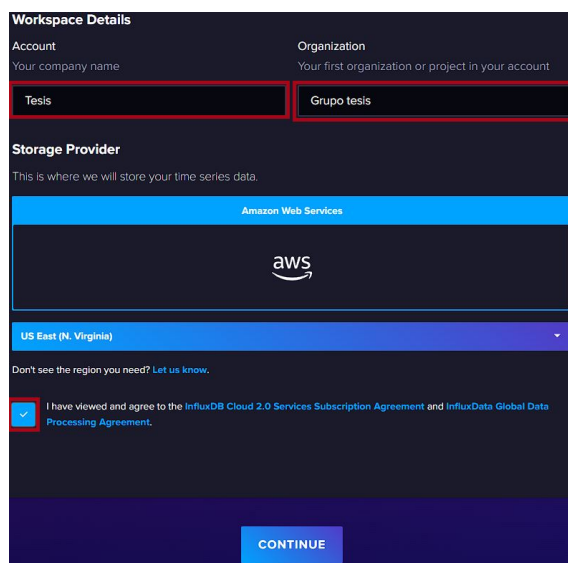 Workspace Details
Account
Your company name
Tesis
Organization
Your first organization or project in your account
Grupo tesis
Storage Provider
This is where we will store your time series data.
Amazon Web Services
aws
US East (N. Virginia)
Don't see the region you need? Let us know.
I have viewed and agree to the InfluxDB Cloud 2.0 Services Subscription Agreement and InfluxData Global Data
Processing Agreement.
CONTINUE